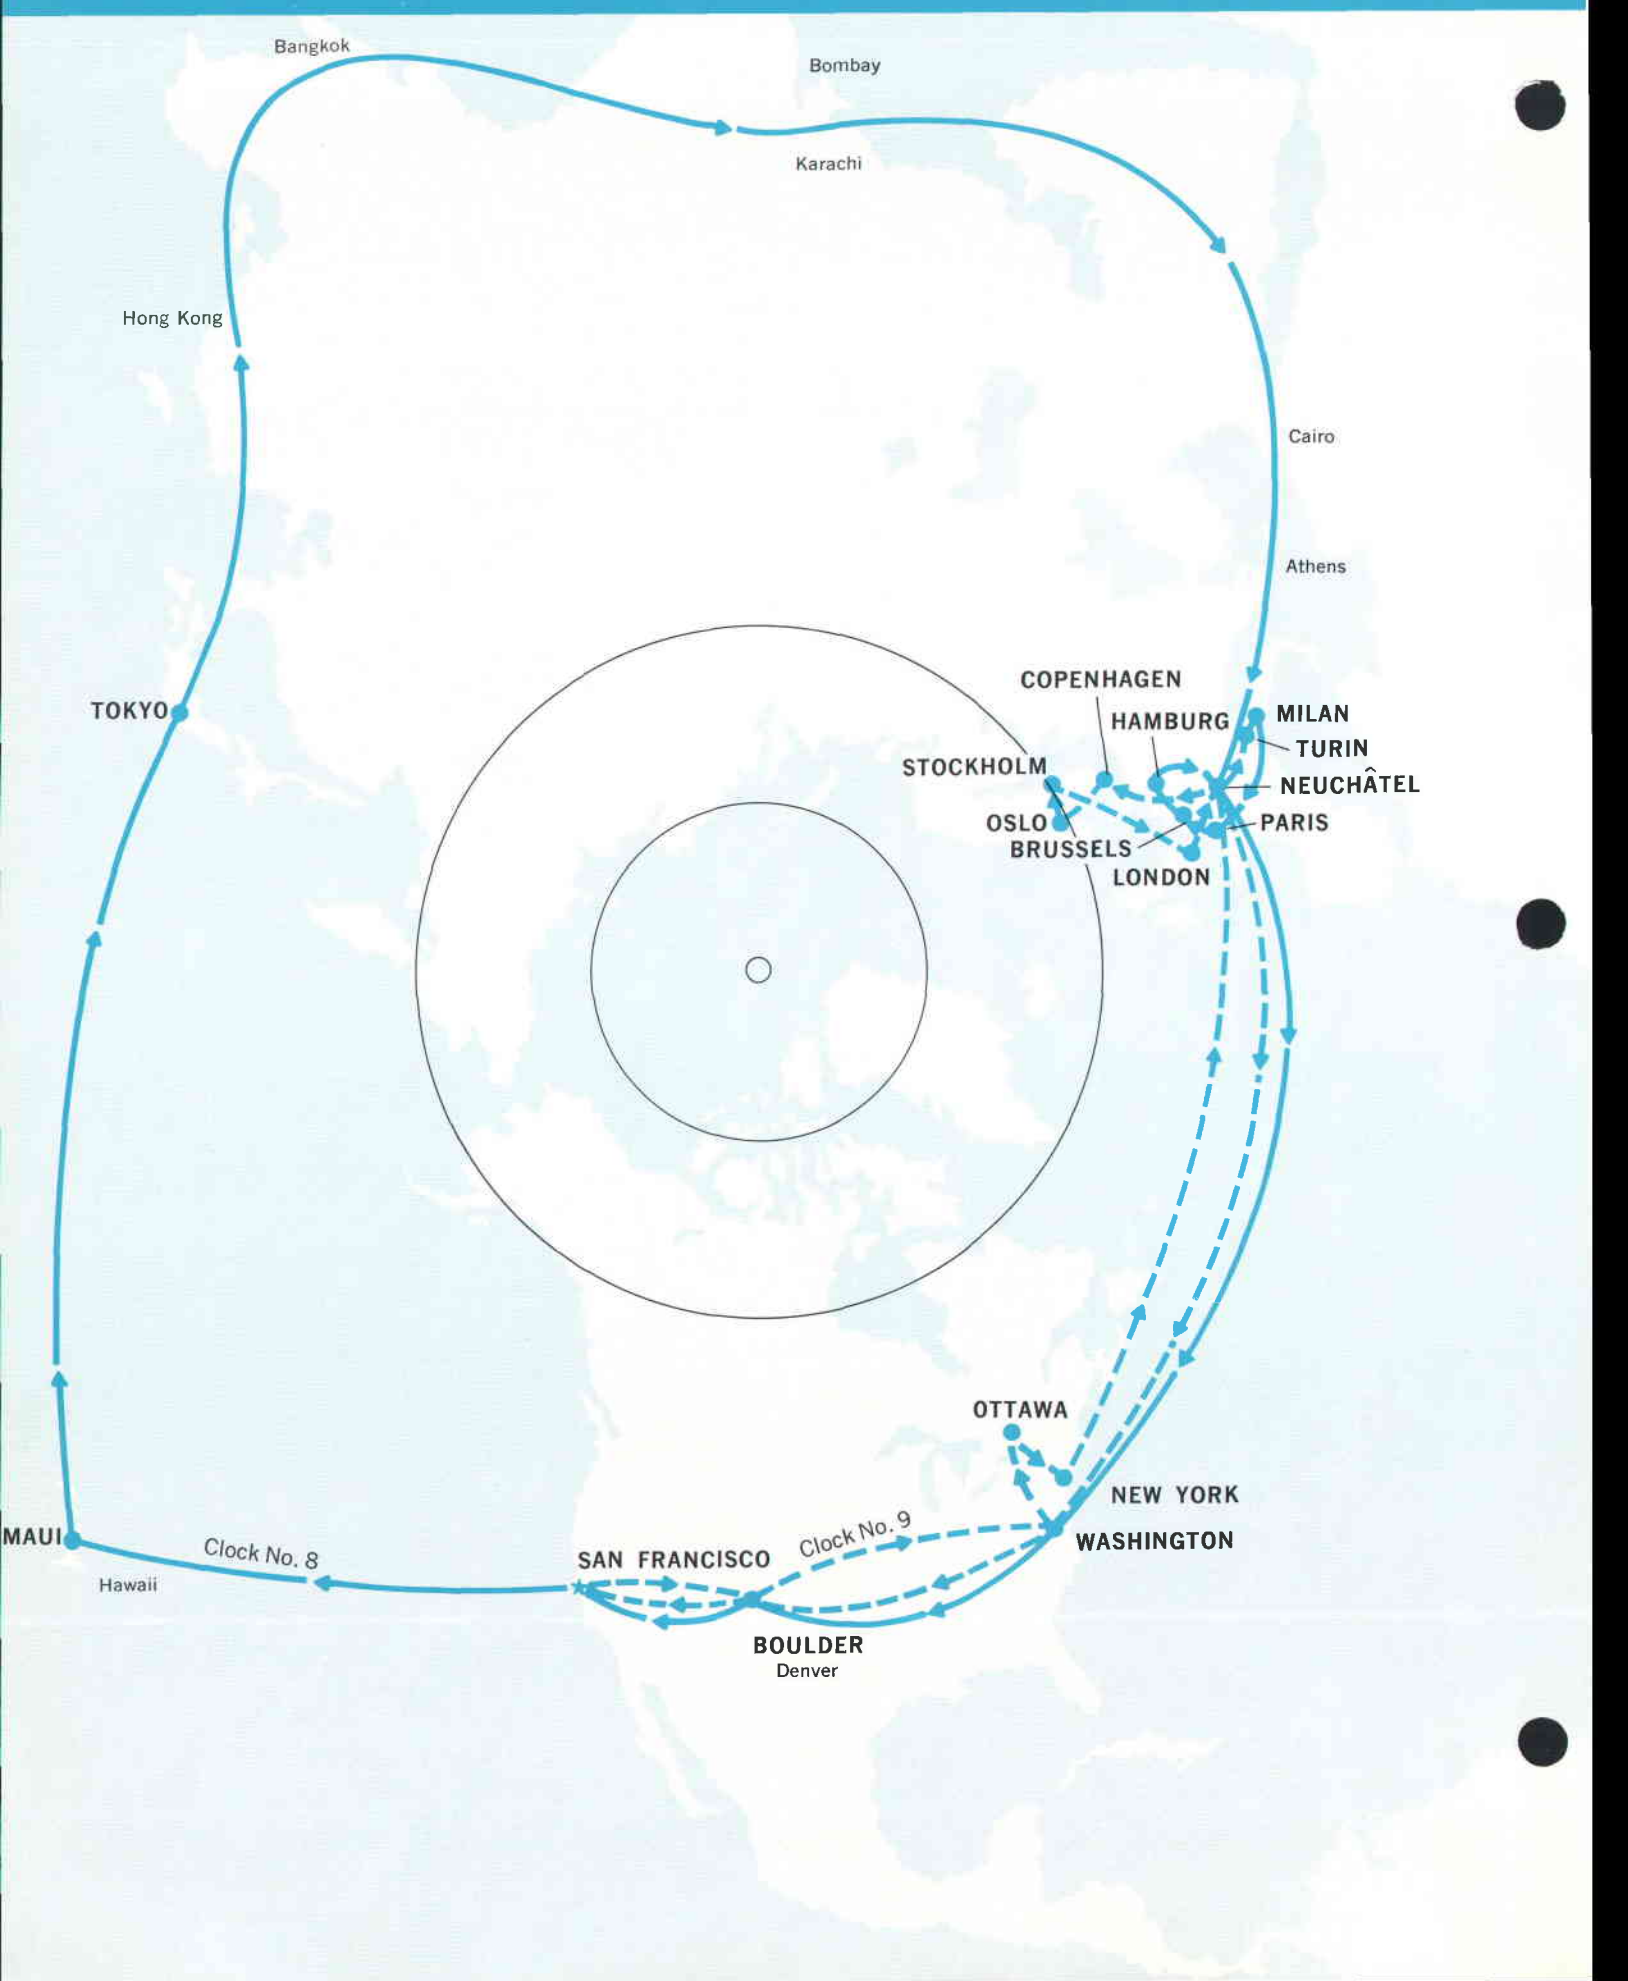 Bangkok
Bombay
Karachi
Hong Kong
Cairo
Athens
COPENHAGEN
TOKYO
HAMBURG
MILAN
TURIN
STOCKHOLM
NEUCHÂTEL
OSLO
PARIS
BRUSSELS
LONDON
OTTAWA
NEW YORK
MAUI
Clock No. 8
Clock No. 9
WASHINGTON
SAN FRANCISCO
Hawaii
BOULDER
Denver